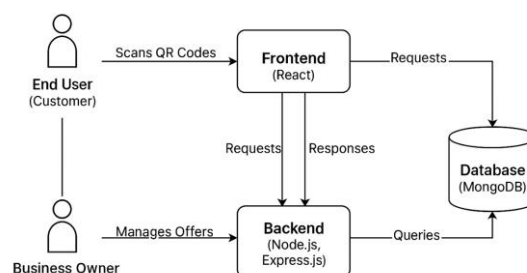 Scans QR Codes
Frontend
(React)
Requests
End User
(Customer)
Requests
Responses
Database
(MongoDB)
Manages Offers
Backend
(Node.js,
Express.js)
Queries
Business Owner